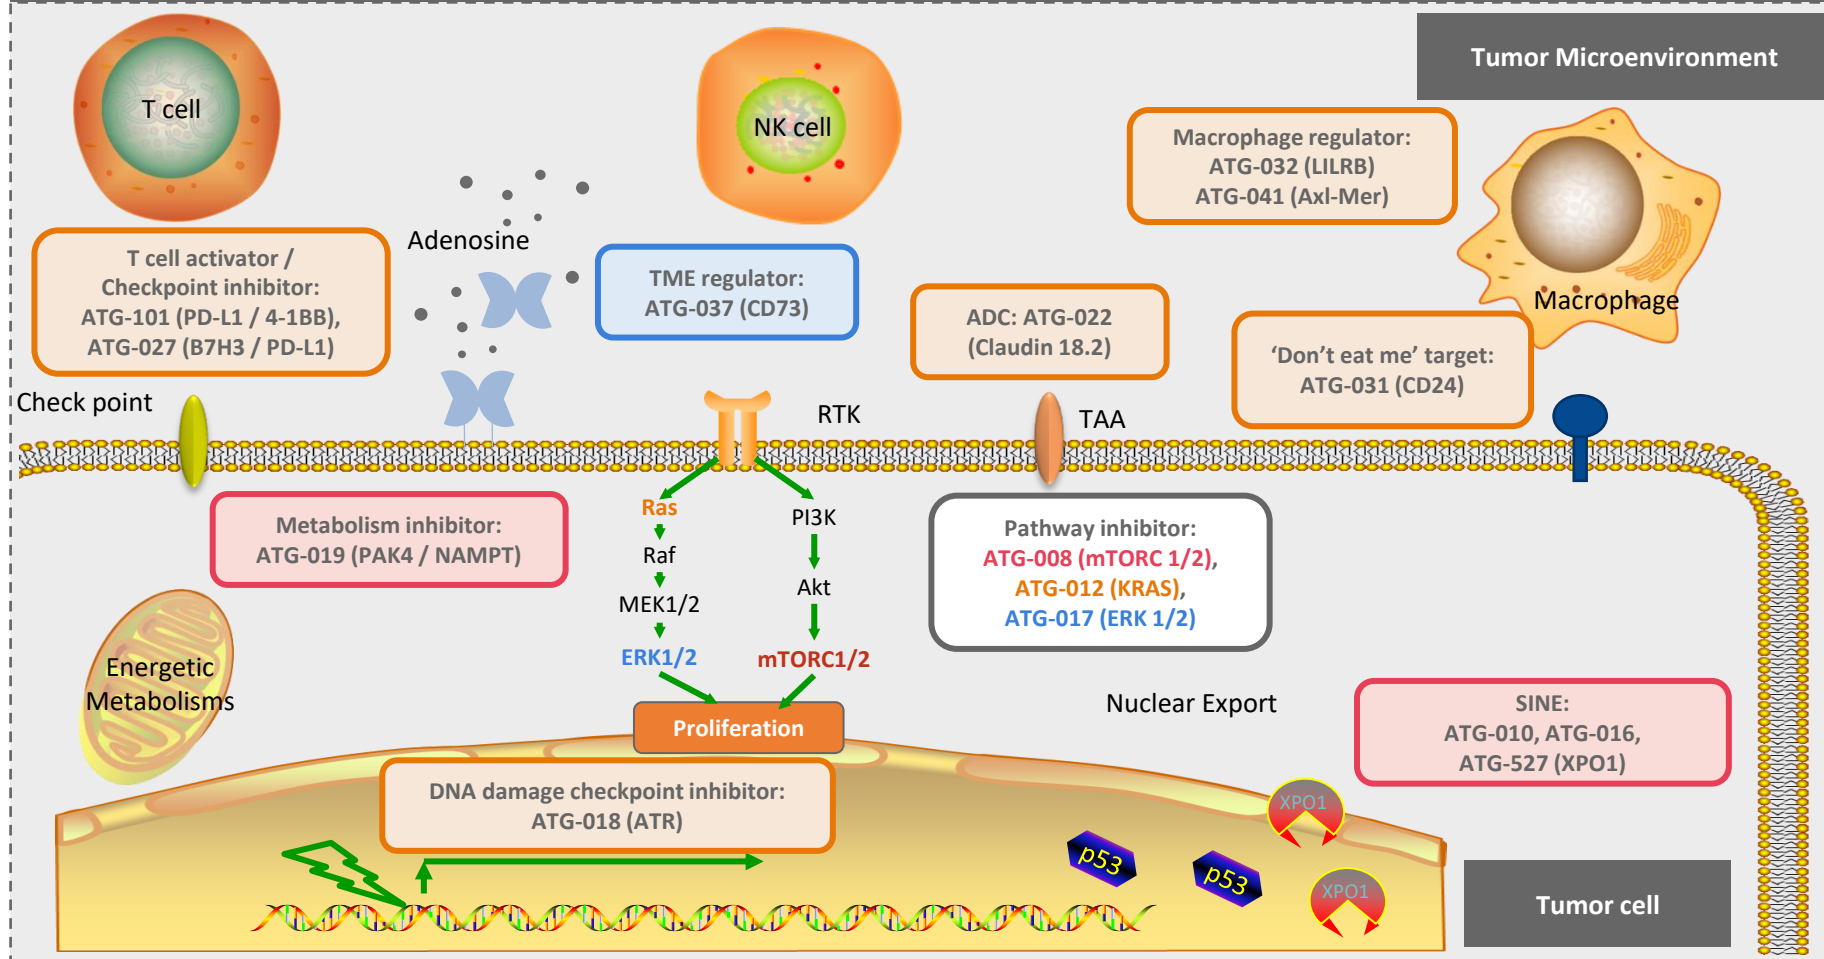 Tumor Microenvironment
T cell
NK cell
Macrophage regulator:
ATG-032 (LILRB)
ATG-041 (Axl-Mer)
Macrophage
Adenosine
T cell activator /
Checkpoint inhibitor:
ATG-101 (PD-L1 / 4-1BB),
ATG-027 (B7H3 / PD-L1)
TME regulator:
ATG-037 (CD73)
ADC: ATG-022
(Claudin 18.2)
‘Don’t eat me’ target:
ATG-031 (CD24)
Check point
RTK
TAA
Metabolism inhibitor:
ATG-019 (PAK4 / NAMPT)
Ras
Raf
MEK1/2
ERK1/2
PI3K
Akt
mTORC1/2
Pathway inhibitor:
ATG-008 (mTORC 1/2),
ATG-012 (KRAS),
ATG-017 (ERK 1/2)
Energetic
Metabolisms
Proliferation
Nuclear Export
SINE:
ATG-010, ATG-016,
ATG-527 (XPO1)
DNA damage checkpoint inhibitor:
ATG-018 (ATR)
XPO1
p53
p53
XPO1
Tumor cell